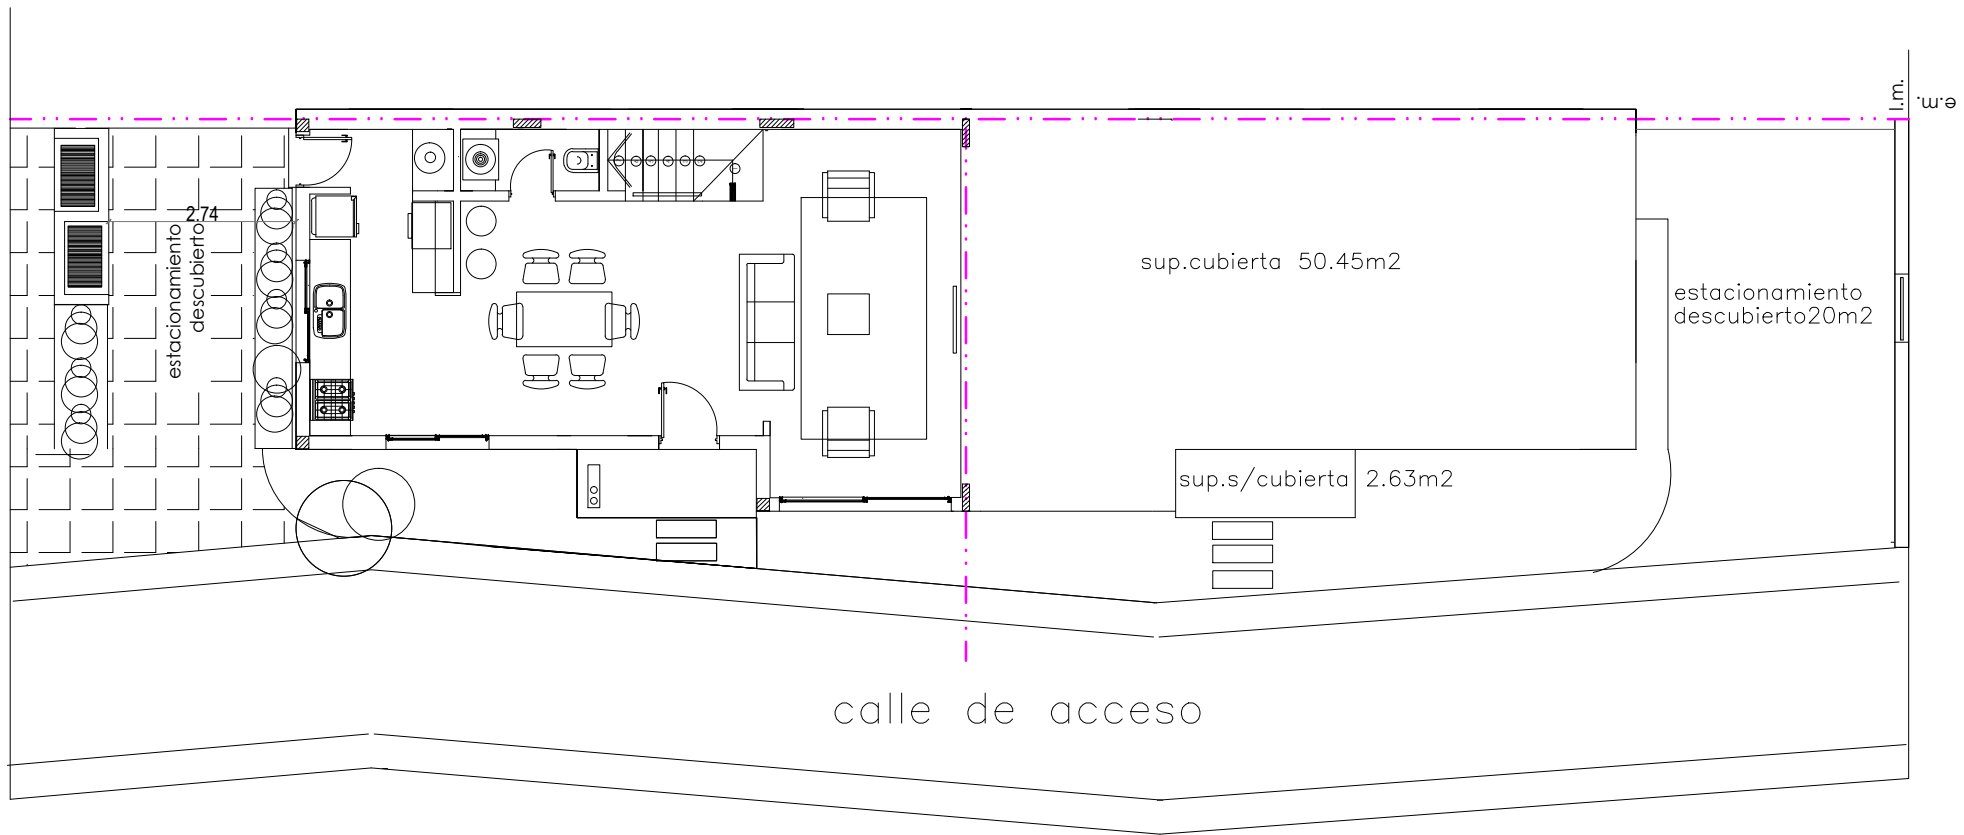 l.m.
e.m.
2.74
estacionamiento
descubierto
sup.cubierta 50.45m2
estacionamiento
descubierto20m2
sup.s/cubierta 2.63m2
calle de acceso